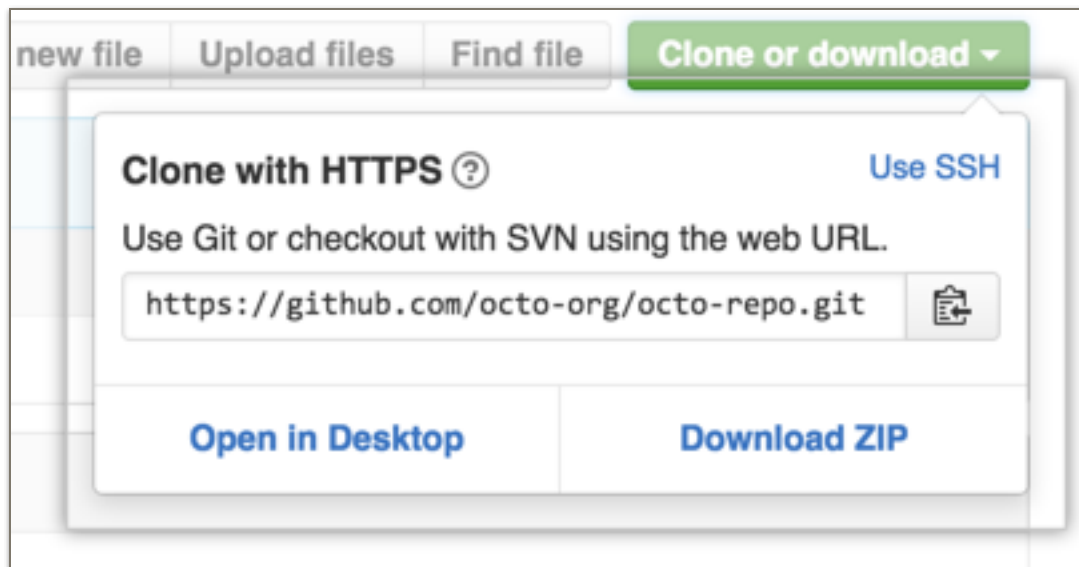 new file Upload files Find file Clone or download
Clone with HTTPS ? Use SSH
Use Git or checkout with SVN using the web URL.
https://github.com/octo-org/octo-repo.git
Open in Desktop Download ZIP